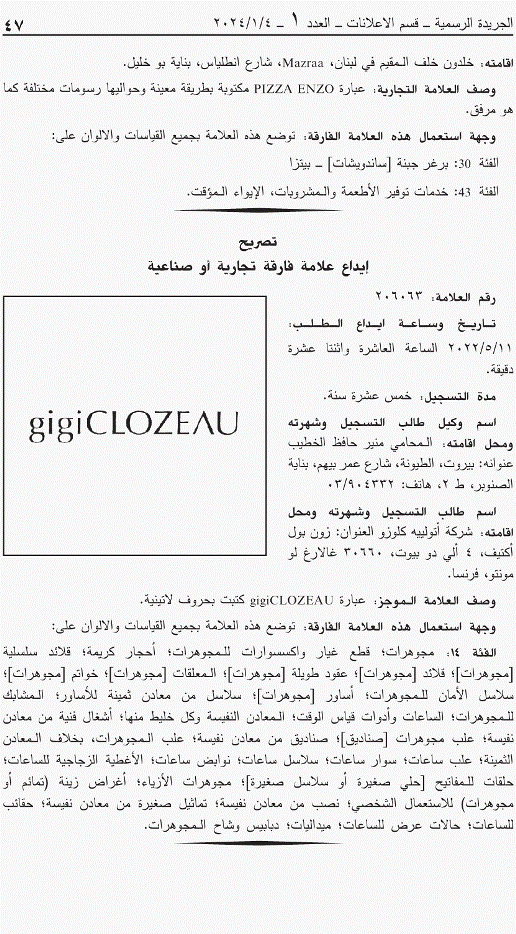 الجريدة الرسمية – قسم الاعلانات – العدد ١ – ٢٠٢٤/١/٤
٤٧
اقامته: خلدون خلف المقيم في لبنان، Mazraa، شارع انطلياس، بناية بو خليل.
وصف العلامة التجارية: عبارة PIZZA ENZO مكتوبة بطريقة معينة وحواليها رسومات مختلفة كما
هو مرفق.
وجهة استعمال هذه العلامة الفارقة: توضع هذه العلامة بجميع القياسات والالوان على:
الفئة 30: برغر جبنة [ساندويشات] – بيتزا
الفئة 43: خدمات توفير الأطعمة والمشروبات، الإيواء المؤقت.
تصريح
إيداع علامة فارقة تجارية أو صناعية
رقم العلامة: ٢٠٦٠٦٣
تاريخ وساعة ايداع الطلب:
٢٠٢٢/٥/١١ الساعة العاشرة واثنتا عشرة
دقيقة.
مدة التسجيل: خمس عشرة سنة.
اسم وكيل طالب التسجيل وشهرته
ومحل اقامته: المحامي منير حافظ الخطيب
عنوانه: بيروت، الطيونة، شارع عمر بيهم، بناية
الصنوبر، ط ٢، هاتف: ٠٣/٩٠٤٣٣٢
اسم طالب التسجيل وشهرته ومحل
اقامته: شركة أتولييه كلوزو العنوان: زون بول
أكتيف، ٤ ألي دو بيوت، ٣٠٦٦٠ غالارغ لو
مونتو، فرنسا.
gigiCLOZEAU
وصف العلامة الموجز: عبارة gigiCLOZEAU كتبت بحروف لاتينية.
وجهة استعمال هذه العلامة الفارقة: توضع هذه العلامة بجميع القياسات والالوان على:
الفئة ١٤: مجوهرات؛ قطع غيار واكسسوارات للمجوهرات؛ أحجار كريمة؛ قلائد سلسلية
[مجوهرات]؛ قلائد [مجوهرات]؛ عقود طويلة [مجوهرات]؛ المعلقات [مجوهرات]؛ خواتم [مجوهرات]؛
سلاسل الأمان للمجوهرات؛ أساور [مجوهرات]؛ سلاسل من معادن ثمينة للأساور؛ المشابك
للمجوهرات؛ الساعات وأدوات قياس الوقت؛ المعادن النفيسة وكل خليط منها؛ أشغال فنية من معادن
نفيسة؛ علب مجوهرات [صناديق]؛ صناديق من معادن نفيسة؛ علب المجوهرات، بخلاف المعادن
الثمينة؛ علب ساعات؛ سوار ساعات؛ سلاسل ساعات؛ نوابض ساعات؛ الأغطية الزجاجية للساعات؛
حلقات للمفاتيح [حلي صغيرة أو سلاسل صغيرة]؛ مجوهرات الأزياء؛ أغراض زينة (تمائم أو
مجوهرات) للاستعمال الشخصي؛ نصب من معادن نفيسة؛ تماثيل صغيرة من معادن نفيسة؛ حقائب
للساعات؛ حالات عرض للساعات؛ ميداليات؛ دبابيس وشاح المجوهرات.